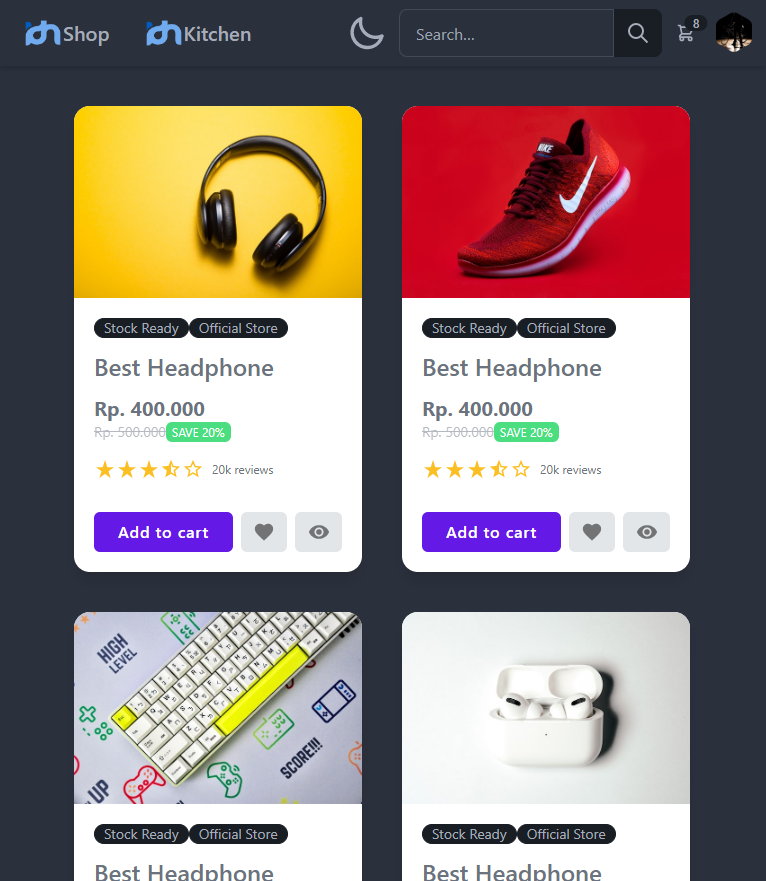 Shop
Kitchen
Search...
8
Stock Ready Official Store
Best Headphone
Rp. 400.000
Rp. 500.000 SAVE 20%
20k reviews
Add to cart
NIKE
Stock Ready Official Store
Best Headphone
Rp. 400.000
Rp. 500.000 SAVE 20%
20k reviews
Add to cart
HIGH
LEVEL
SCORE!!!
UP
Stock Ready Official Store
Best Headphone
Stock Ready Official Store
Best Headphone